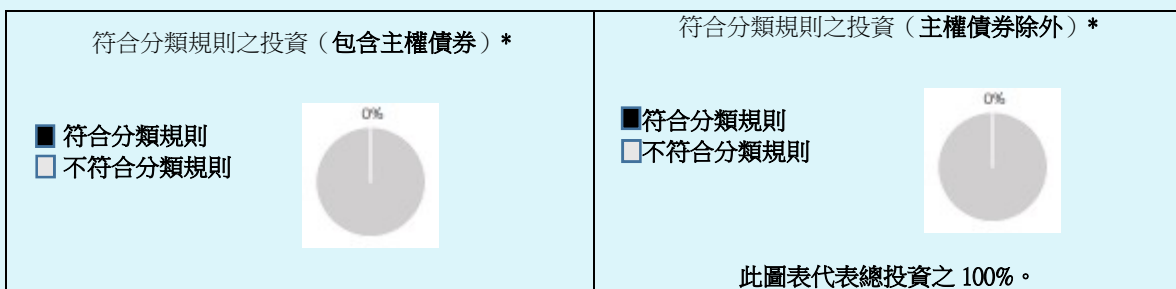 符合分類規則之投資（包含主權債券）*
0%
符合分類規則
不符合分類規則
符合分類規則之投資（主權債券除外）*
0%
符合分類規則
不符合分類規則
此圖表代表總投資之 100%。